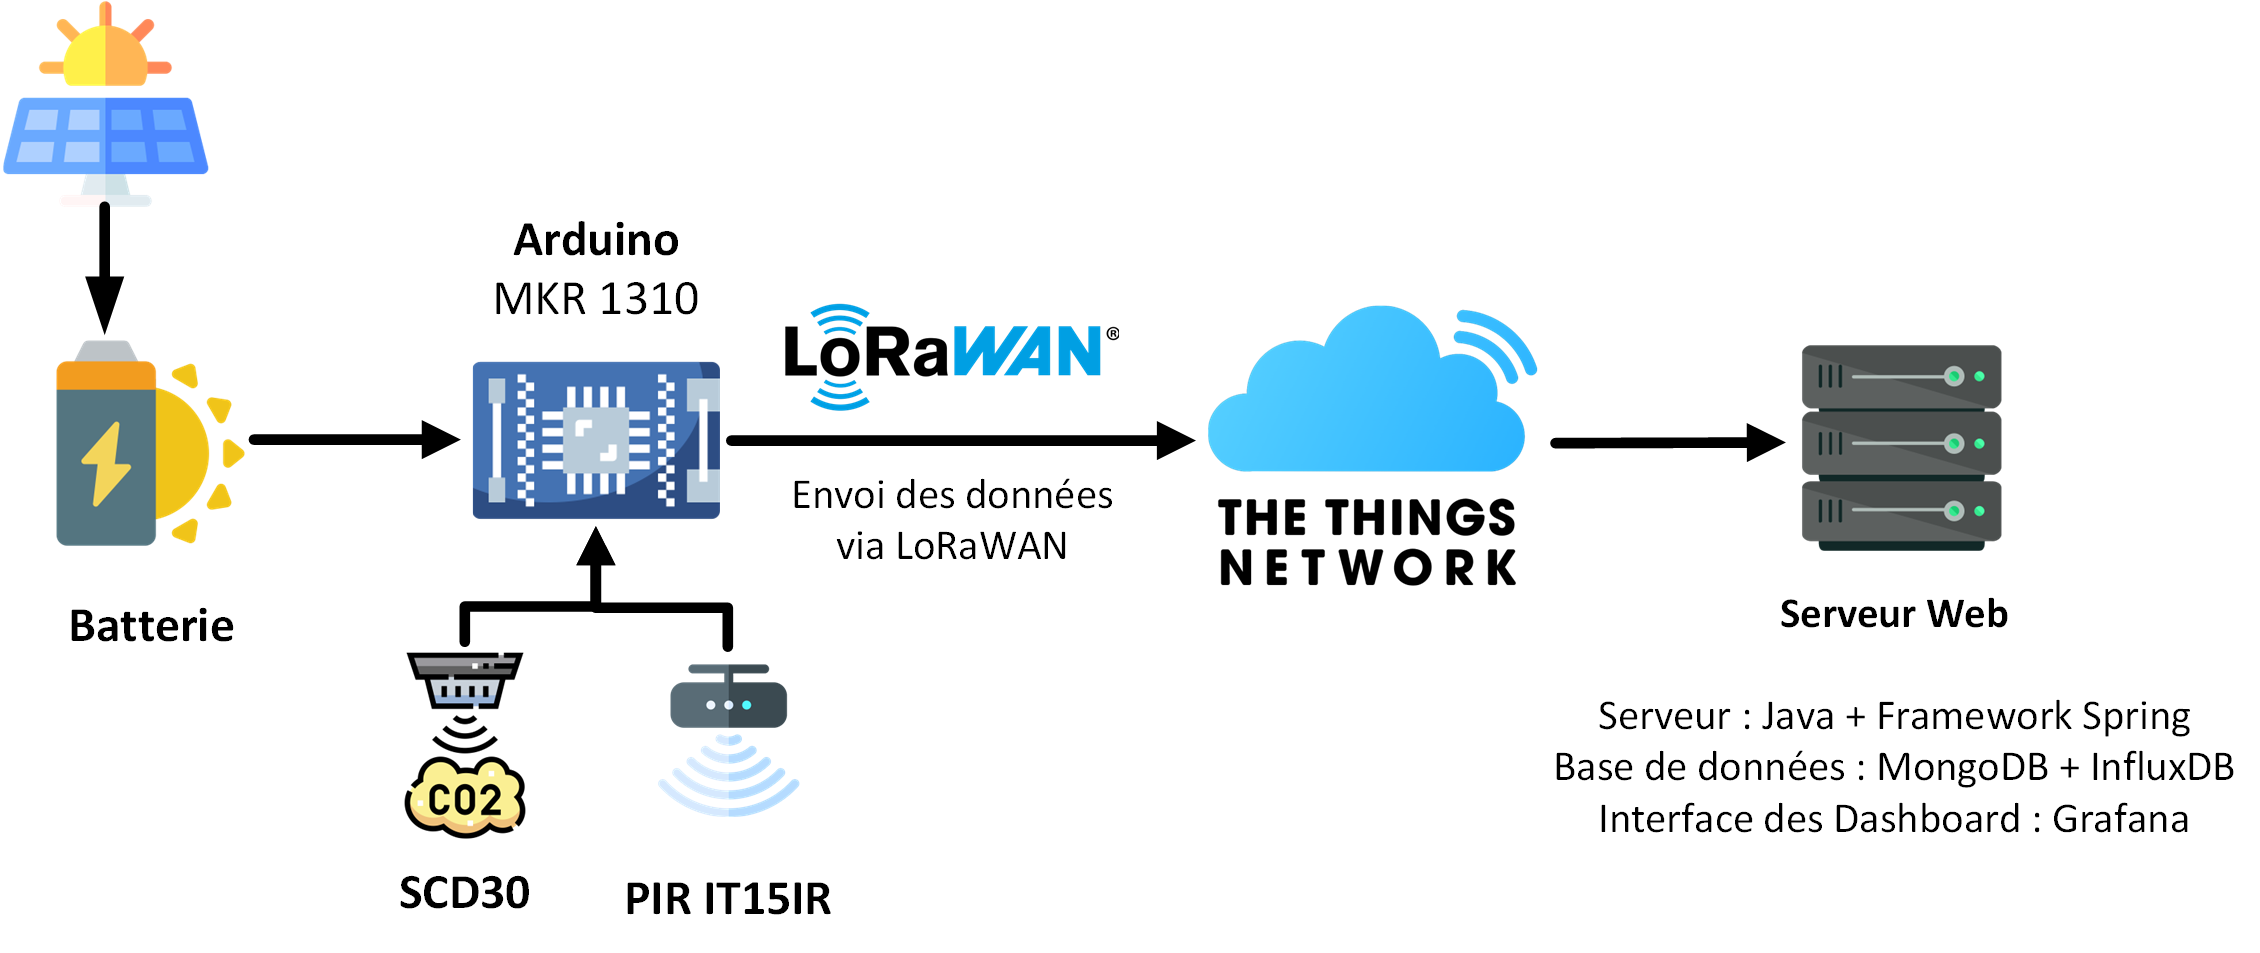 Arduino
MKR 1310
LoRaWAN®
Envoi des données
via LoRaWAN
THE THINGS
NETWORK
Batterie
CO2
SCD30
PIR IT15IR
Serveur Web
Serveur : Java + Framework Spring
Base de données : MongoDB + InfluxDB
Interface des Dashboard : Grafana